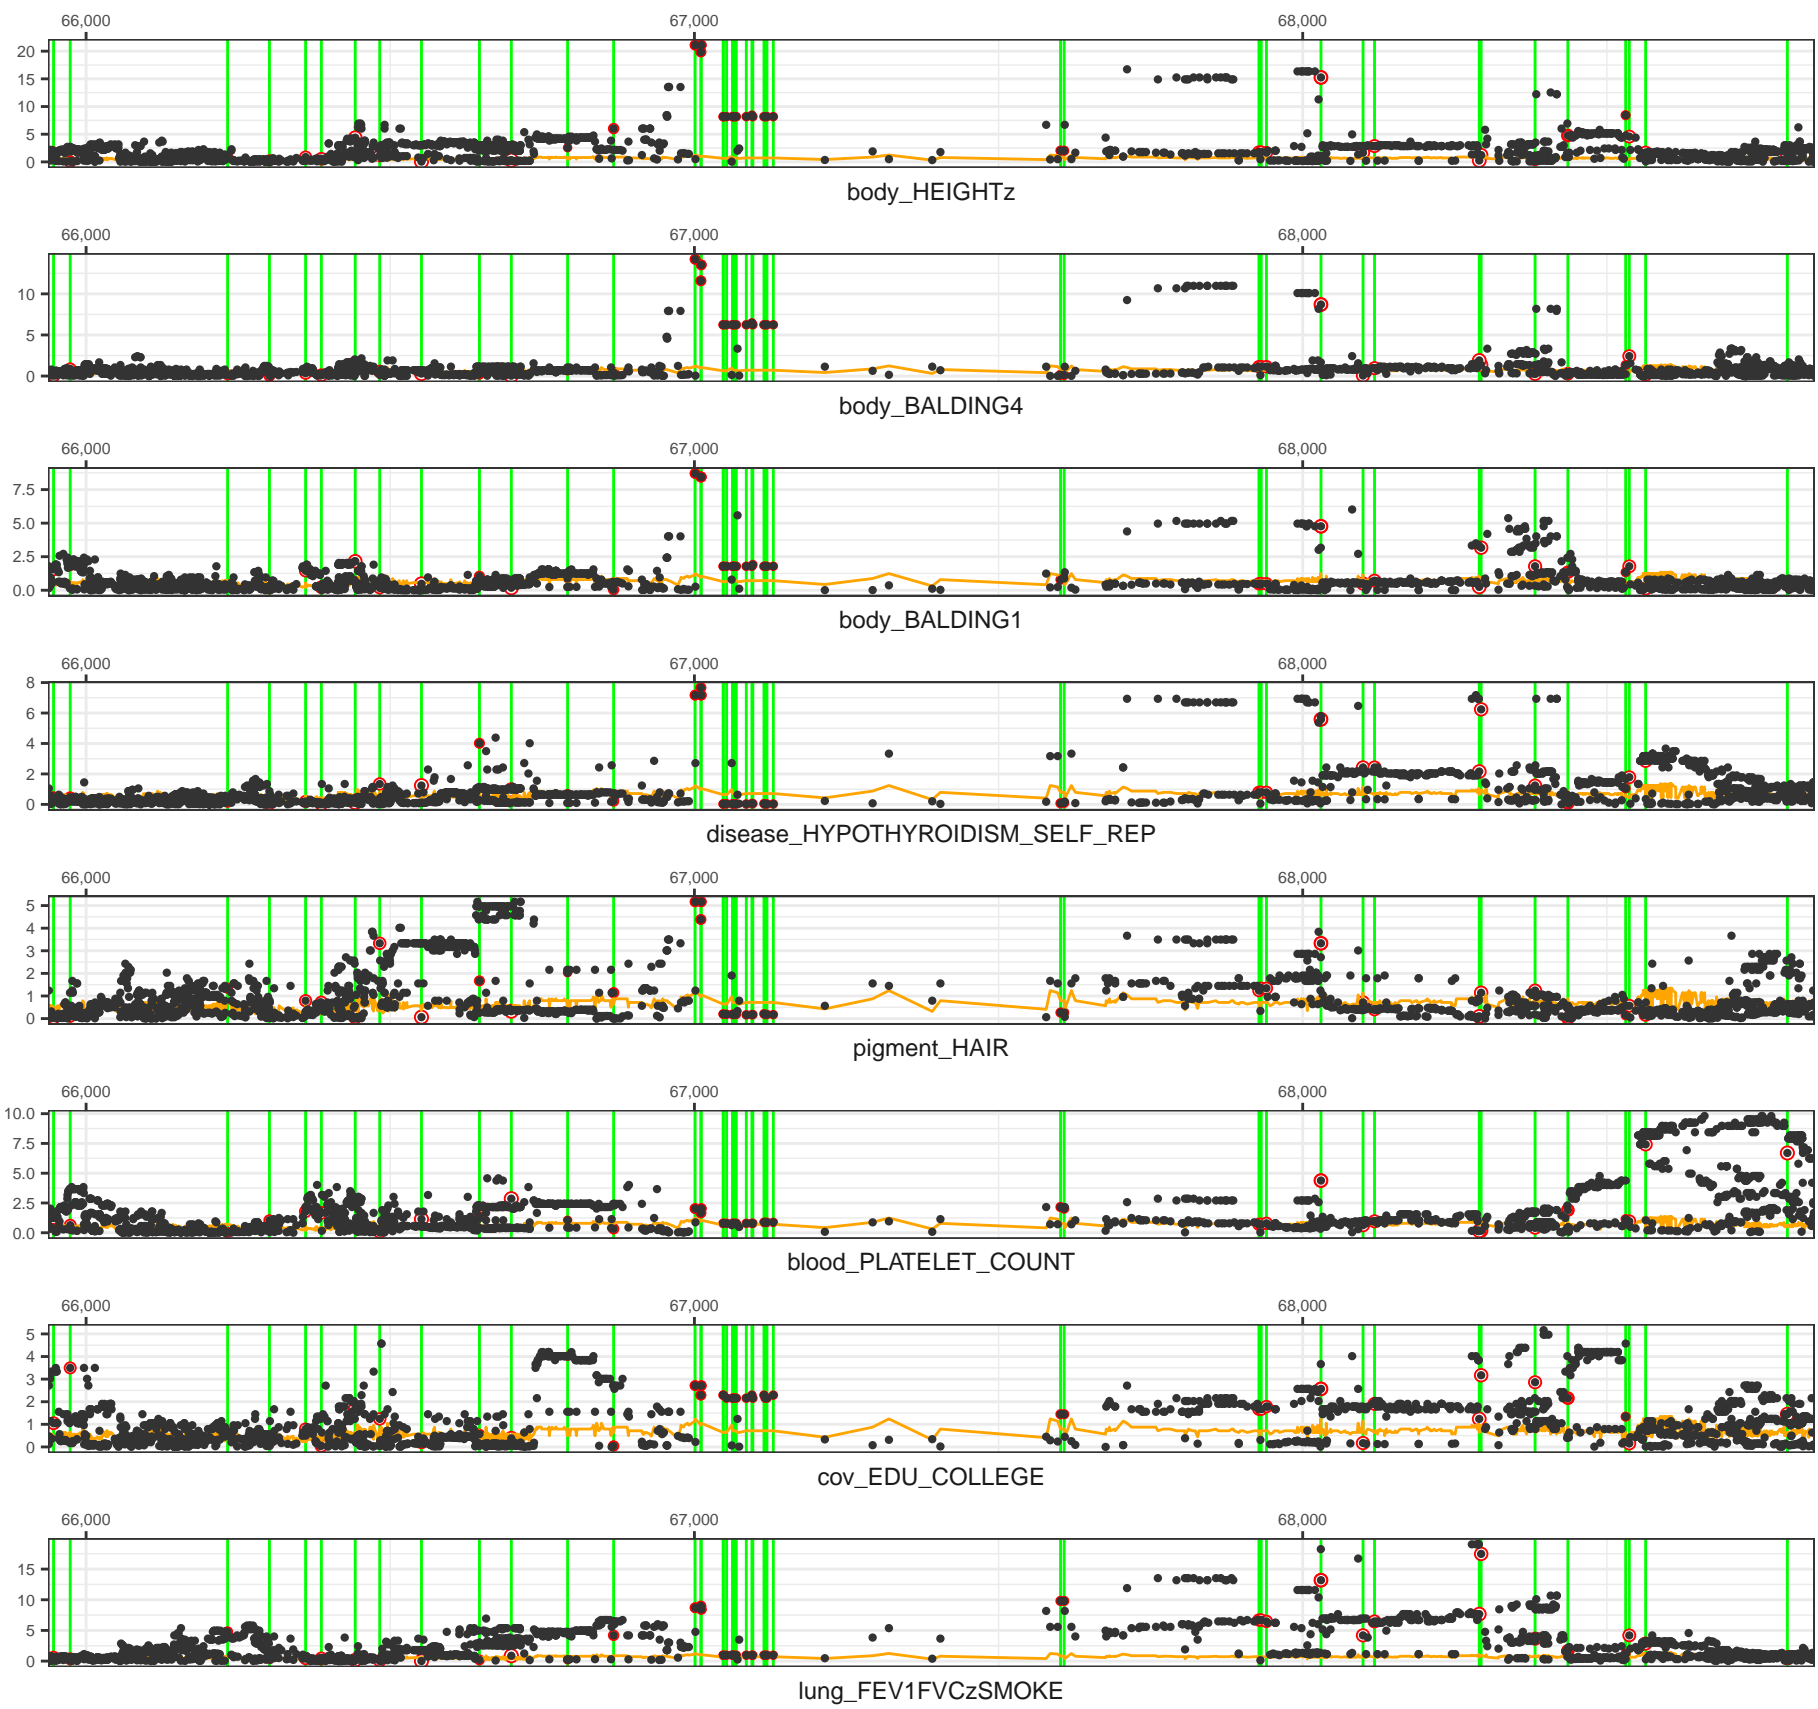 66,000 67,000 68,000
20
15
10
5
0
body_HEIGHTz
66,000 67,000 68,000
10
5
0
body_BALDING4
66,000 67,000 68,000
7.5
5.0
2.5
0.0
body_BALDING1
66,000 67,000 68,000
8
6
4
2
0
disease_HYPOTHYROIDISM_SELF_REP
66,000 67,000 68,000
5
4
3
2
1
0
pigment_HAIR
66,000 67,000 68,000
10.0
7.5
5.0
2.5
0.0
blood_PLATELET_COUNT
66,000 67,000 68,000
5
4
3
2
1
0
cov_EDU_COLLEGE
66,000 67,000 68,000
15
10
5
0
lung_FEV1FVCzSMOKE